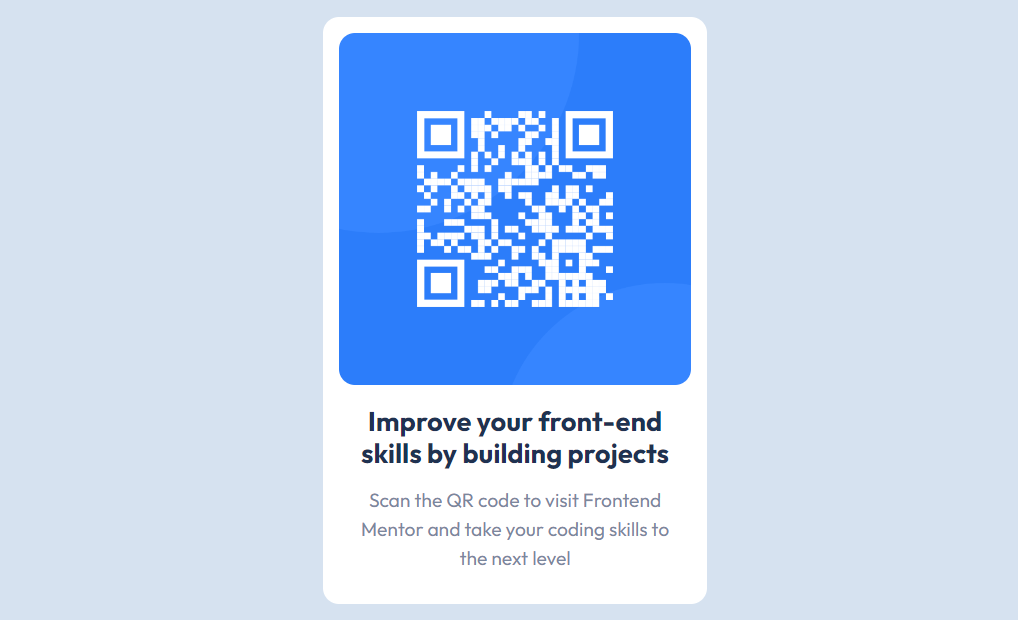 Improve your front-end
skills by building projects
Scan the QR code to visit Frontend
Mentor and take your coding skills to
the next level